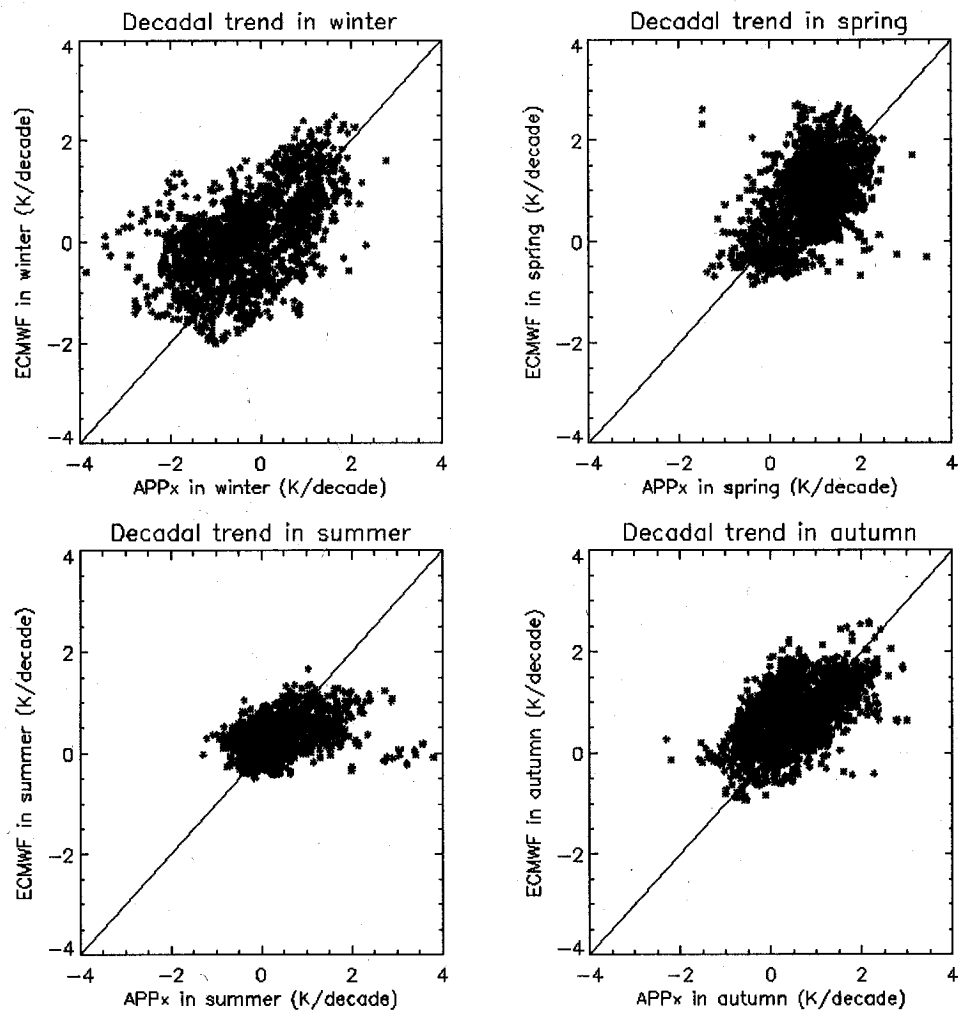 Decadal trend in winter
4
2
0
−2
−4
ECMWF in winter (K/decade)
−4 −2 0 2 4
APPx in winter (K/decade)
Decadal trend in spring
4
2
0
−2
−4
ECMWF in spring (K/decade)
−4 −2 0 2 4
APPx in spring (K/decade)
Decadal trend in summer
4
2
0
−2
−4
ECMWF in summer (K/decade)
−4 −2 0 2 4
APPx in summer (K/decade)
Decadal trend in autumn
4
2
0
−2
−4
ECMWF in autumn (K/decade)
−4 −2 0 2 4
APPx in autumn (K/decade)